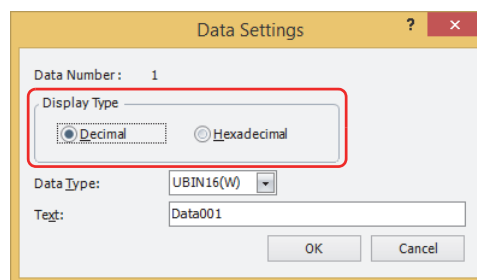 Data Settings
?
Data Number : 1
Display Type
Decimal Hexadecimal
Data Type: UBIN16(W)
Text: Data001
OK Cancel